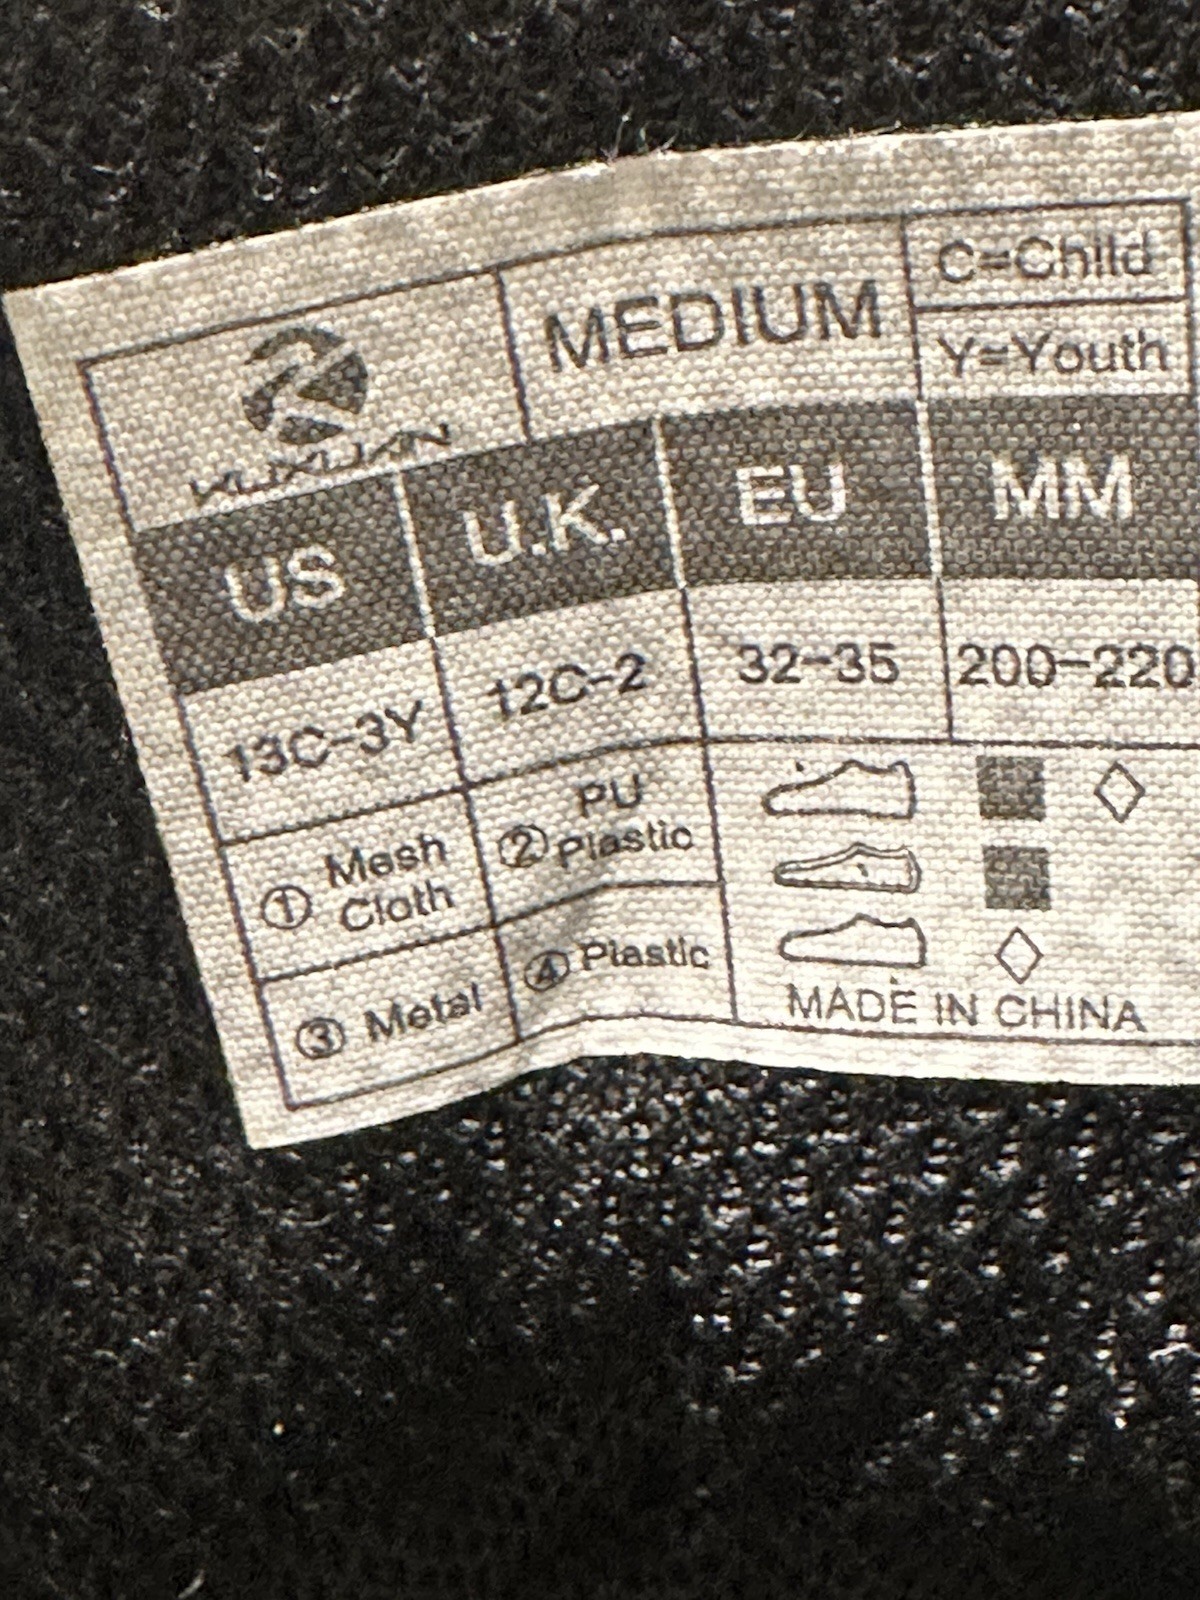 MEDIUM
C=Child
Y=Youth
KUXUAN
US U.K. EU MM
13C-3Y 12C-2 32-35 200-220
① Mesh Cloth
② PU Plastic
③ Metal
④ Plastic
MADE IN CHINA